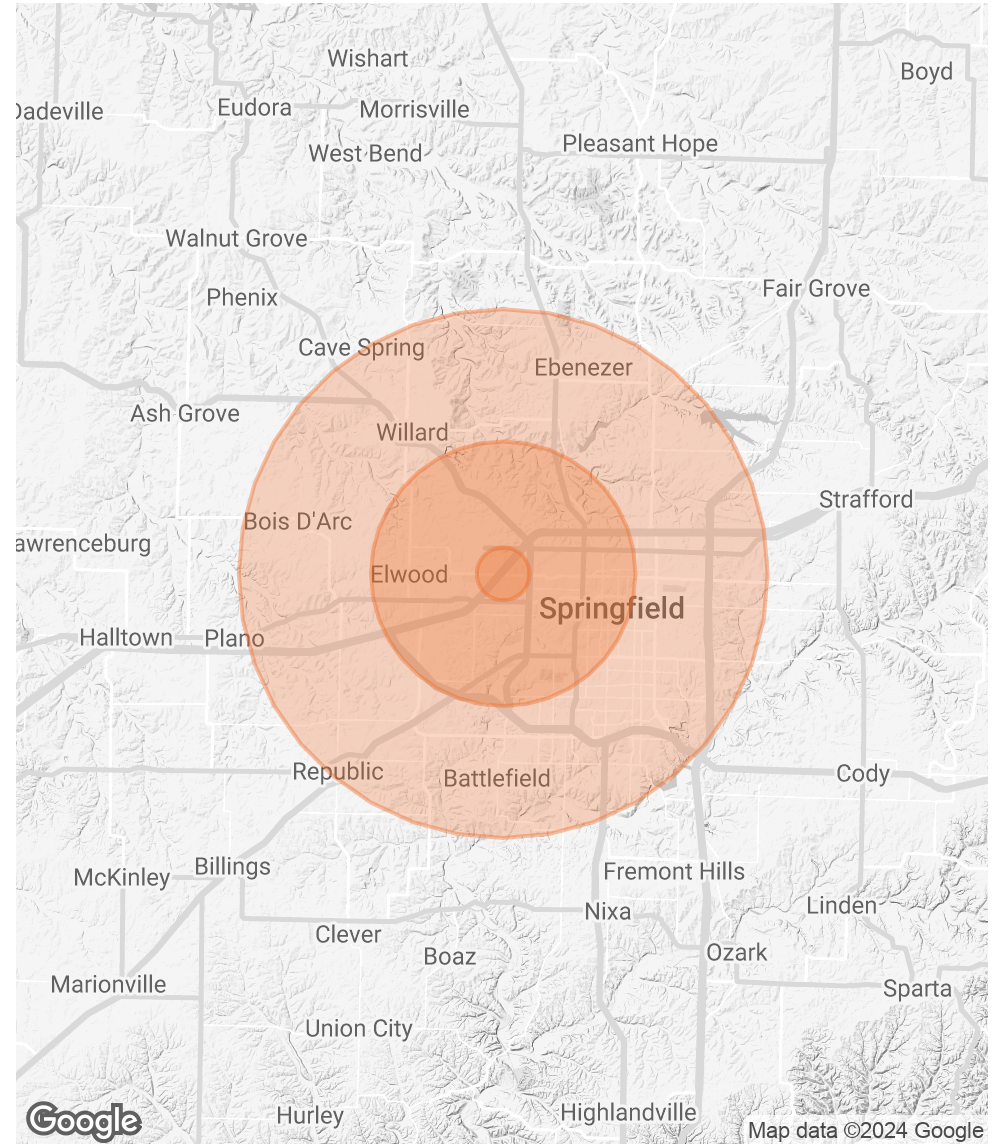 Wishart
Boyd
Dadeville
Eudora
Morrisville
Pleasant Hope
West Bend
Walnut Grove
Fair Grove
Phenix
Cave Spring
Ebenezer
Ash Grove
Willard
Strafford
Bois D'Arc
awrenceburg
Elwood
Springfield
Halltown
Plano
Republic
Battlefield
Cody
Billings
McKinley
Fremont Hills
Linden
Nixa
Clever
Boaz
Ozark
Marionville
Sparta
Union City
Hurley
Highlandville
Google
Map data ©2024 Google